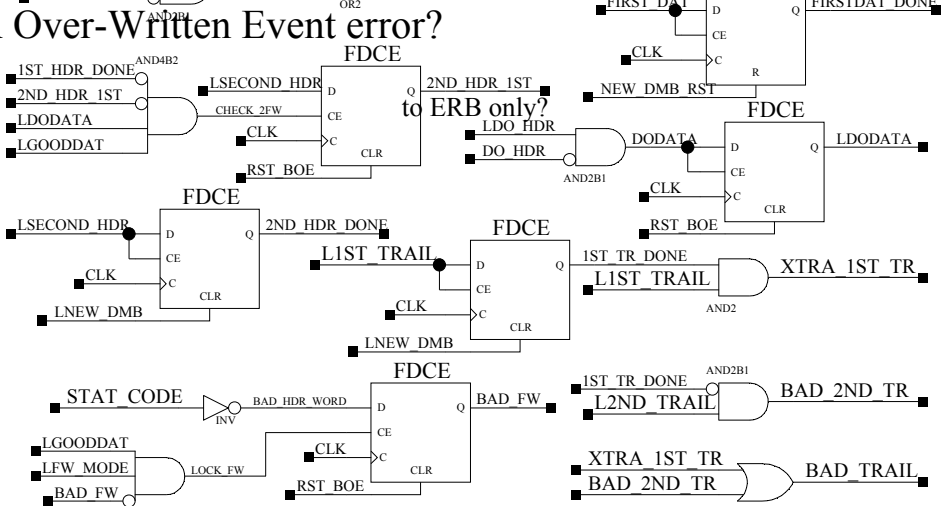 OR2
AND2B1
Over-Written Event error?
FIRST_DAT
D
Q
FIRSTDAT_DONE
CE
CLK
C
R
NEW_DMB_RST
AND4B2
1ST_HDR_DONE
2ND_HDR_1ST
LDODATA
LGOODDAT
CHECK_2FW
FDCE
LSECOND_HDR
D
Q
2ND_HDR_1ST
CE
CLK
C
CLR
RST_BOE
to ERB only?
LDO_HDR
DO_HDR
AND2B1
DODATA
FDCE
D
Q
LDODATA
CE
CLK
C
CLR
RST_BOE
FDCE
LSECOND_HDR
D
Q
2ND_HDR_DONE
CE
CLK
C
CLR
LNEW_DMB
FDCE
L1ST_TRAIL
D
Q
1ST_TR_DONE
CE
CLK
C
CLR
LNEW_DMB
L1ST_TRAIL
AND2
XTRA_1ST_TR
STAT_CODE
INV
BAD_HDR_WORD
FDCE
D
Q
BAD_FW
CE
CLK
C
CLR
RST_BOE
LGOODDAT
LFW_MODE
BAD_FW
LOCK_FW
AND2B1
1ST_TR_DONE
L2ND_TRAIL
BAD_2ND_TR
XTRA_1ST_TR
BAD_2ND_TR
BAD_TRAIL